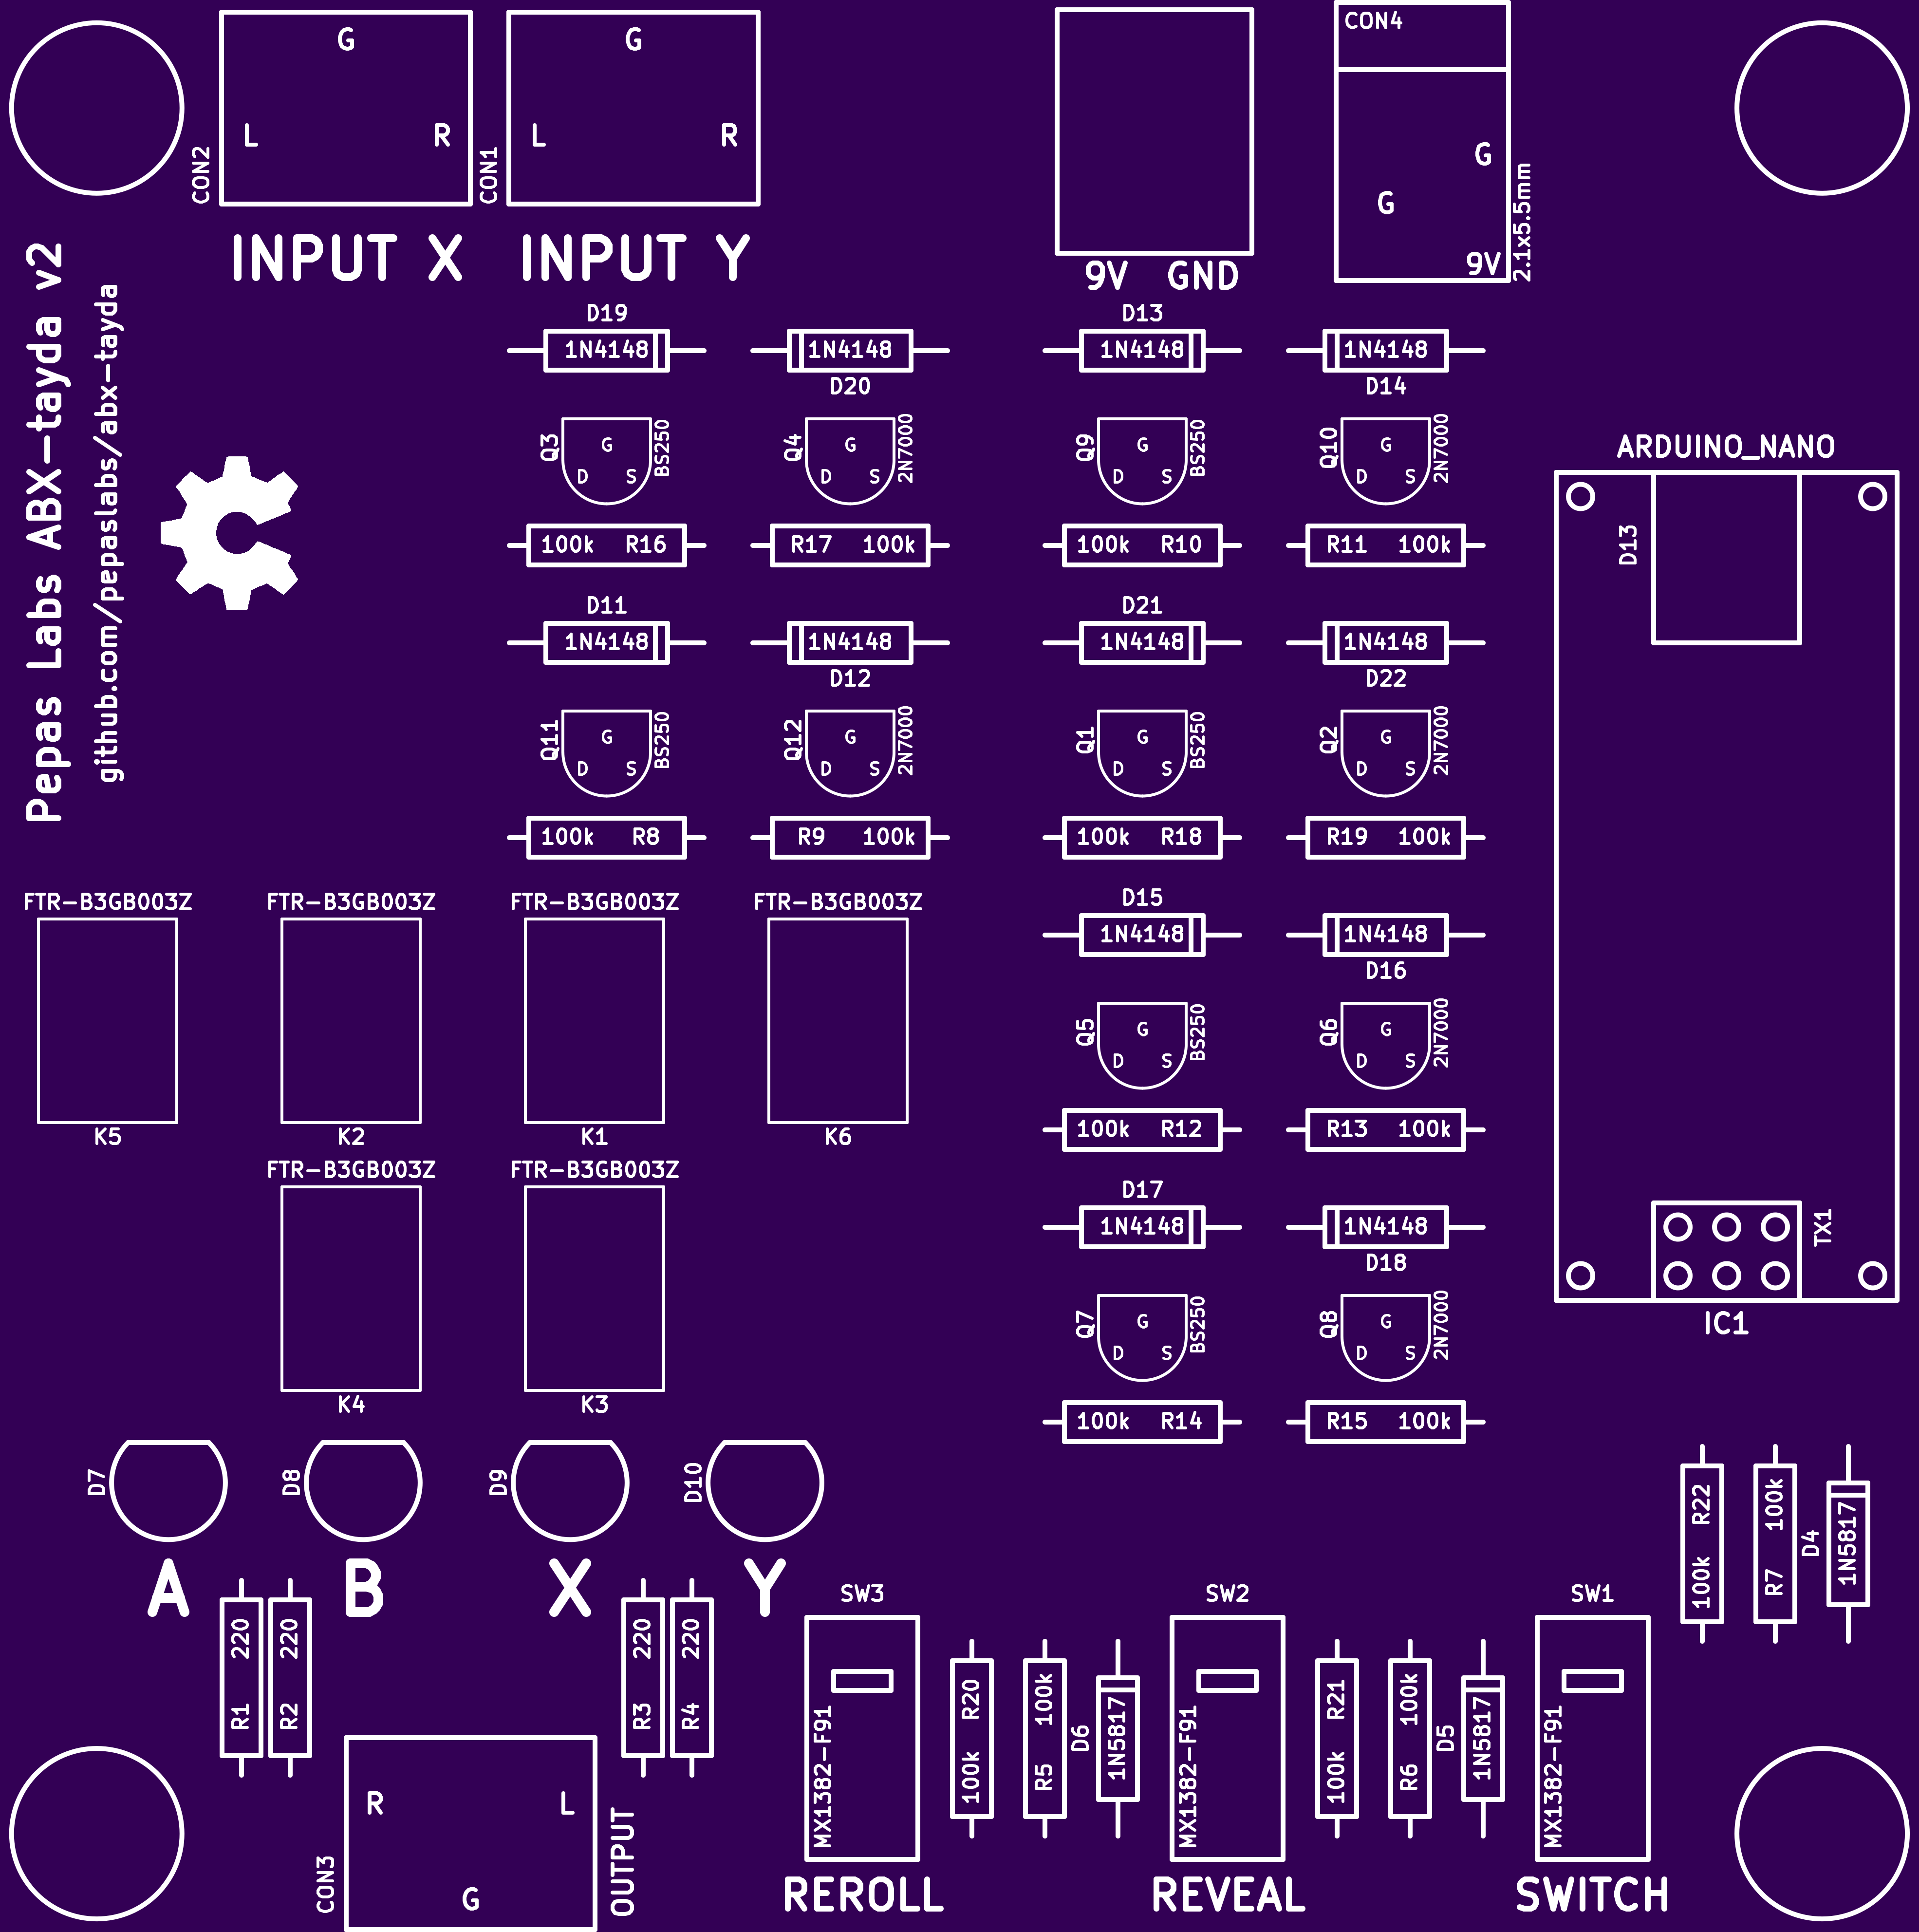 CON4
G
G
L
R
L
R
G
CON2
CON1
G
9V
2.1x5.5mm
INPUT X
INPUT Y
9V GND
Pepas Labs ABX-tayda v2
github.com/pepaslabs/abx-tayda
D19
D13
1N4148
1N4148
1N4148
1N4148
D20
D14
Q3
G
D S
BS250
Q4
G
D S
2N7000
Q9
G
D S
BS250
Q10
G
D S
2N7000
ARDUINO_NANO
D13
100k R16
R17 100k
100k R10
R11 100k
D11
D21
1N4148
1N4148
1N4148
1N4148
D12
D22
Q11
G
D S
BS250
Q12
G
D S
2N7000
Q1
G
D S
BS250
Q2
G
D S
2N7000
100k R8
R9 100k
100k R18
R19 100k
FTR-B3GB003Z
FTR-B3GB003Z
FTR-B3GB003Z
FTR-B3GB003Z
K5
K2
K1
K6
D15
1N4148
1N4148
D16
Q5
G
D S
BS250
Q6
G
D S
2N7000
100k R12
R13 100k
FTR-B3GB003Z
FTR-B3GB003Z
K4
K3
D17
1N4148
1N4148
D18
TX1
IC1
Q7
G
D S
BS250
Q8
G
D S
2N7000
100k R14
R15 100k
D7
D8
D9
D10
A
B
X
Y
100k R22
R7 100k
D4
1N5817
R1 220
R2 220
R3 220
R4 220
SW3
SW2
SW1
MX1382-F91
100k R20
R5 100k
D6
1N5817
MX1382-F91
100k R21
R6 100k
D5
1N5817
MX1382-F91
R
L
G
CON3
OUTPUT
REROLL
REVEAL
SWITCH